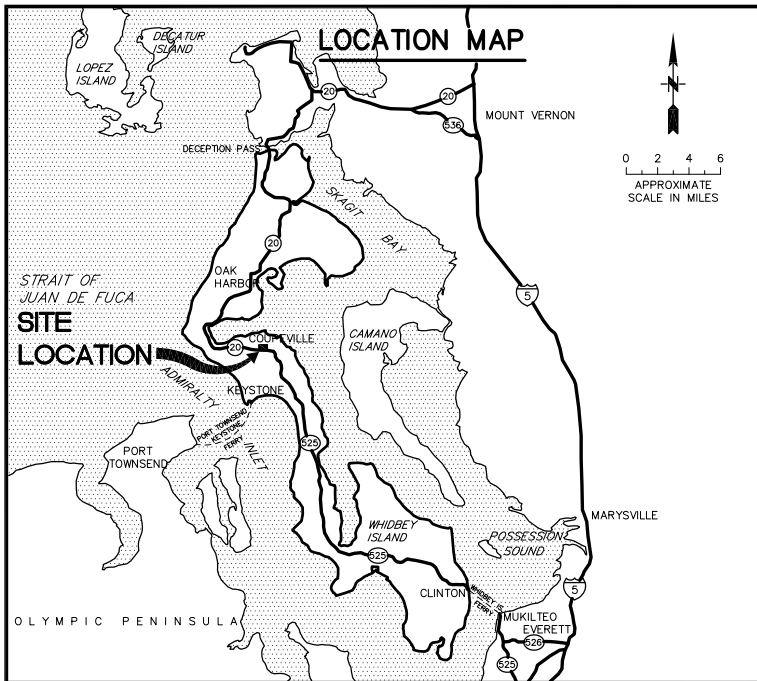 LOCATION MAP
DECATUR
ISLAND
LOPEZ
ISLAND
20
20
536
MOUNT VERNON
N
0 2 4 6
APPROXIMATE
SCALE IN MILES
DECEPTION PASS
SKAGIT
BAY
20
OAK
HARBOR
STRAIT OF
JUAN DE FUCA
5
SITE
LOCATION
20
COUPEVILLE
CAMANO
ISLAND
ADMIRALTY
INLET
KEYSTONE
PORT TOWNSEND
KEYSTONE
FERRY
PORT
TOWNSEND
525
MARYSVILLE
WHIDBEY
ISLAND
POSSESSION
SOUND
525
CLINTON
WHIDBEY IS.
FERRY
5
OLYMPIC PENINSULA
MUKILTEO
EVERETT
526
525